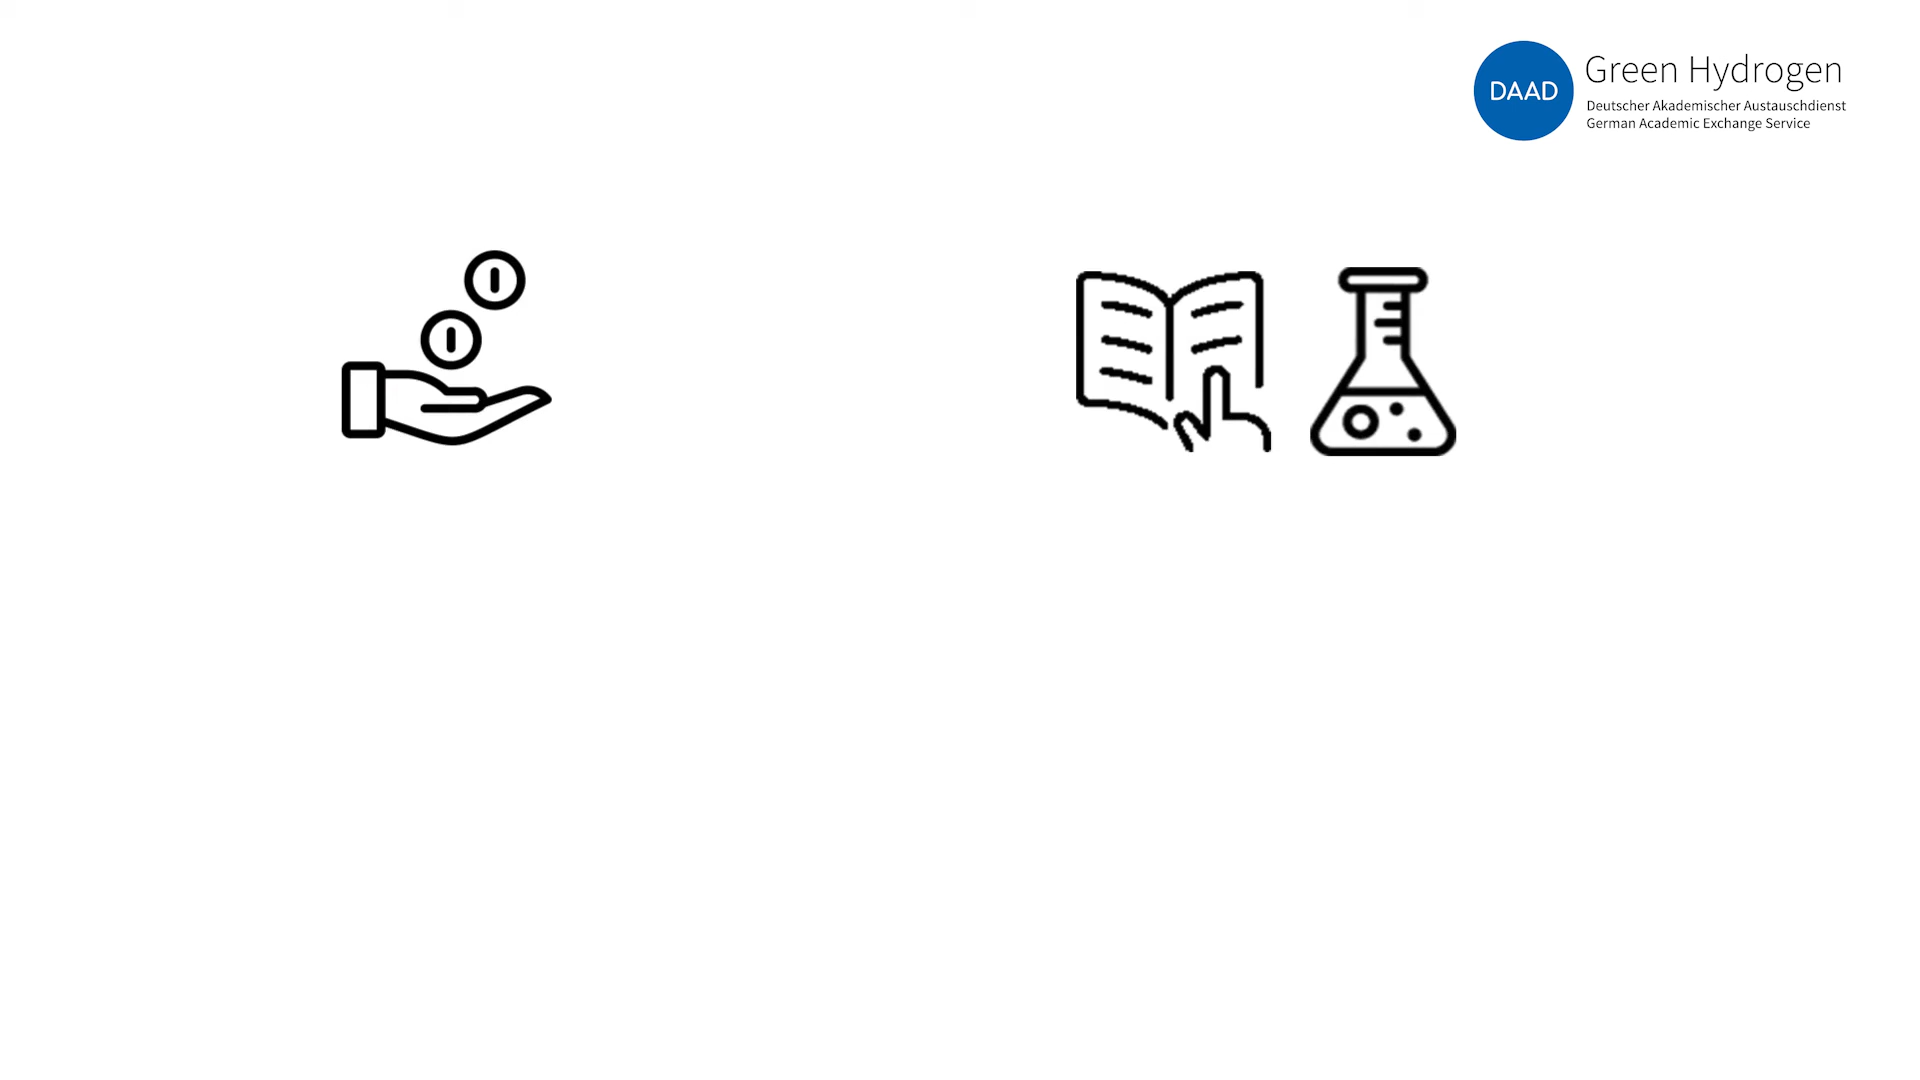 DAAD
Green Hydrogen
Deutscher Akademischer Austauschdienst
German Academic Exchange Service